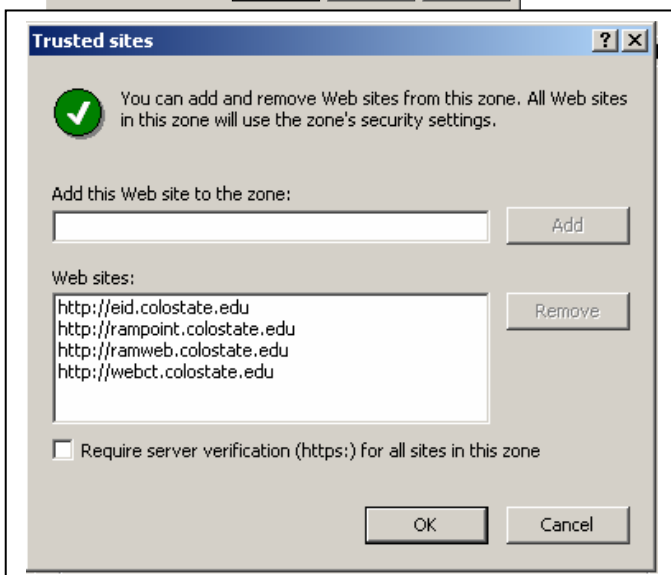 Trusted sites
You can add and remove Web sites from this zone. All Web sites
in this zone will use the zone's security settings.
Add this Web site to the zone:
Add
Web sites:
http://eid.colostate.edu
http://rampoint.colostate.edu
http://ramweb.colostate.edu
http://webct.colostate.edu
Remove
Require server verification (https:) for all sites in this zone
OK
Cancel